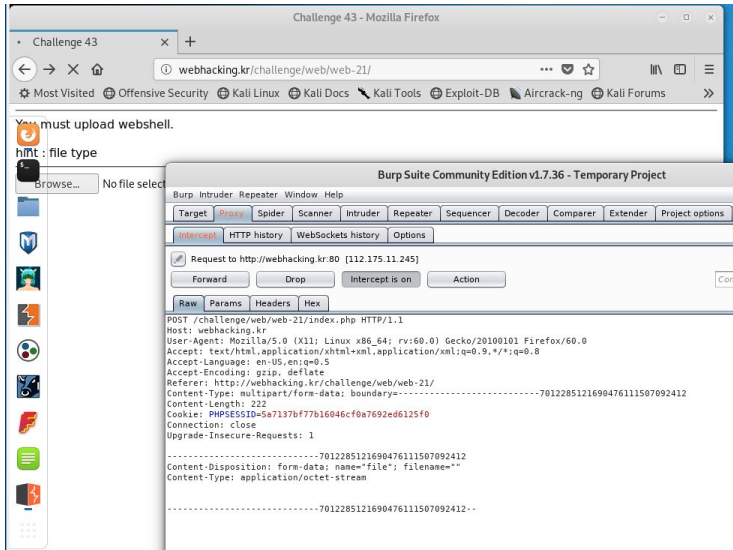 Challenge 43 - Mozilla Firefox
Challenge 43
webhacking.kr/challenge/web/web-21/
Most Visited Offensive Security Kali Linux Kali Docs Kali Tools Exploit-DB Aircrack-ng Kali Forums
You must upload webshell.
hint : file type
Browse... No file select
Burp Suite Community Edition v1.7.36 - Temporary Project
Burp Intruder Repeater Window Help
Target Proxy Spider Scanner Intruder Repeater Sequencer Decoder Comparer Extender Project options
Intercept HTTP history WebSockets history Options
Request to http://webhacking.kr:80 [112.175.11.245]
Forward Drop Intercept is on Action Con
Raw Params Headers Hex
POST /challenge/web/web-21/index.php HTTP/1.1
Host: webhacking.kr
User-Agent: Mozilla/5.0 (X11; Linux x86_64; rv:60.0) Gecko/20100101 Firefox/60.0
Accept: text/html,application/xhtml+xml,application/xml;q=0.9,*/*;q=0.8
Accept-Language: en-US,en;q=0.5
Accept-Encoding: gzip, deflate
Referer: http://webhacking.kr/challenge/web/web-21/
Content-Type: multipart/form-data; boundary=---------------------------7012285121690476111507092412
Content-Length: 222
Cookie: PHPSESSID=5a7137bf77b16046cf0a7692ed6125f0
Connection: close
Upgrade-Insecure-Requests: 1
-----------------------------7012285121690476111507092412
Content-Disposition: form-data; name="file"; filename=""
Content-Type: application/octet-stream
-----------------------------7012285121690476111507092412--